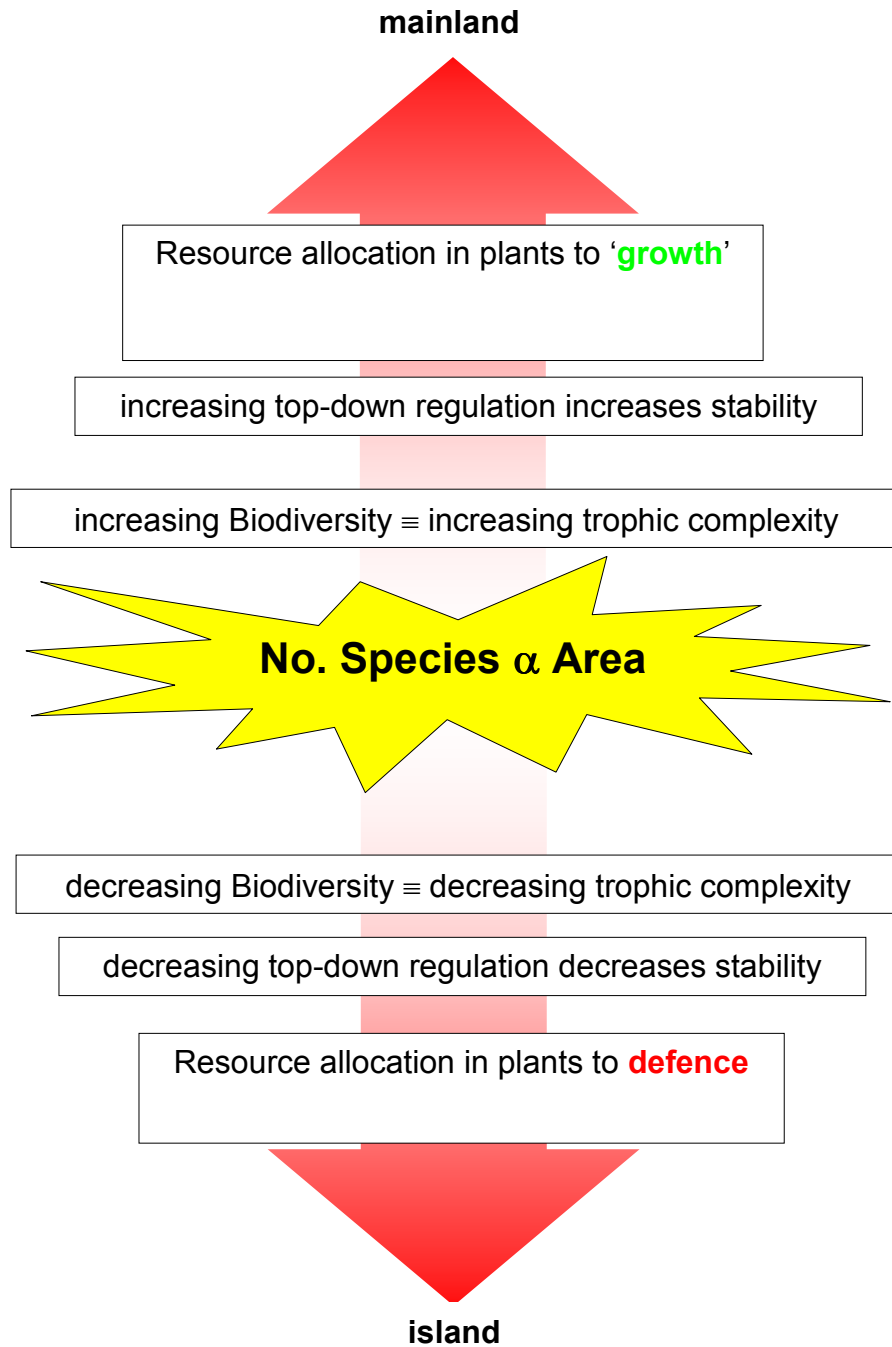 mainland
Resource allocation in plants to ‘growth’
increasing top-down regulation increases stability
increasing Biodiversity ≡ increasing trophic complexity
No. Species α Area
decreasing Biodiversity ≡ decreasing trophic complexity
decreasing top-down regulation decreases stability
Resource allocation in plants to defence
island